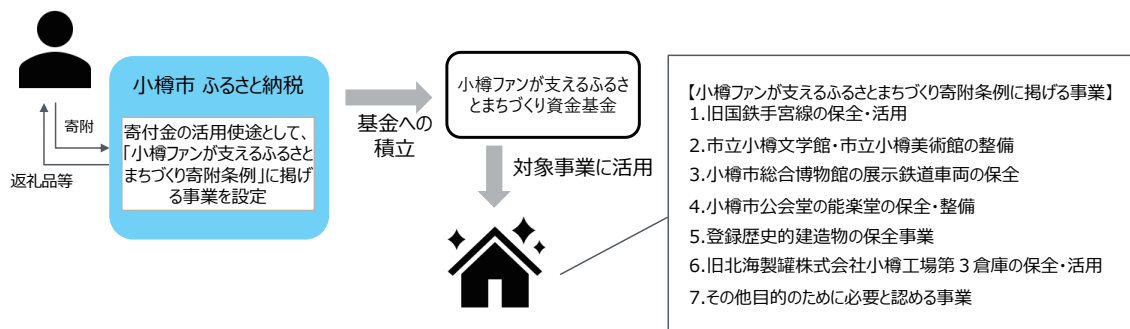 小樽市 ふるさと納税
寄付金の活用使途として、
「小樽ファンが支えるふるさと
まちづくり寄附条例」に掲げ
る事業を設定
寄附
返礼品等
基金への
積立
小樽ファンが支えるふるさ
とまちづくり資金基金
対象事業に活用
【小樽ファンが支えるふるさとまちづくり寄附条例に掲げる事業】
1.旧国鉄手宮線の保全・活用
2.市立小樽文学館・市立小樽美術館の整備
3.小樽市総合博物館の展示鉄道車両の保全
4.小樽市公会堂の能楽堂の保全・整備
5.登録歴史的建造物の保全事業
6.旧北海製罐株式会社小樽工場第３倉庫の保全・活用
7.その他目的のために必要と認める事業